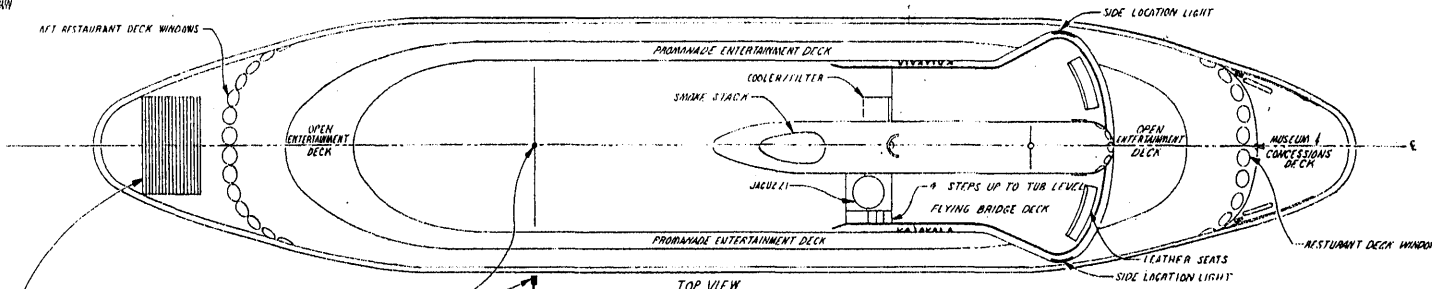 SIDE LOCATION LIGHT
AFT RESTAURANT DECK WINDOWS
PROMANADE ENTERTAINMENT DECK
COOLER/FILTER
SMOKE STACK
OPEN
ENTERTAINMENT
DECK
OPEN
ENTERTAINMENT
DECK
MUSEUM &
CONCESSIONS
DECK
JACUZZI
4 STEPS UP TO TUB LEVEL
FLYING BRIDGE DECK
PROMANADE ENTERTAINMENT DECK
RESTURANT DECK WINDOW
LEATHER SEATS
SIDE LOCATION LIGHT
TOP VIEW